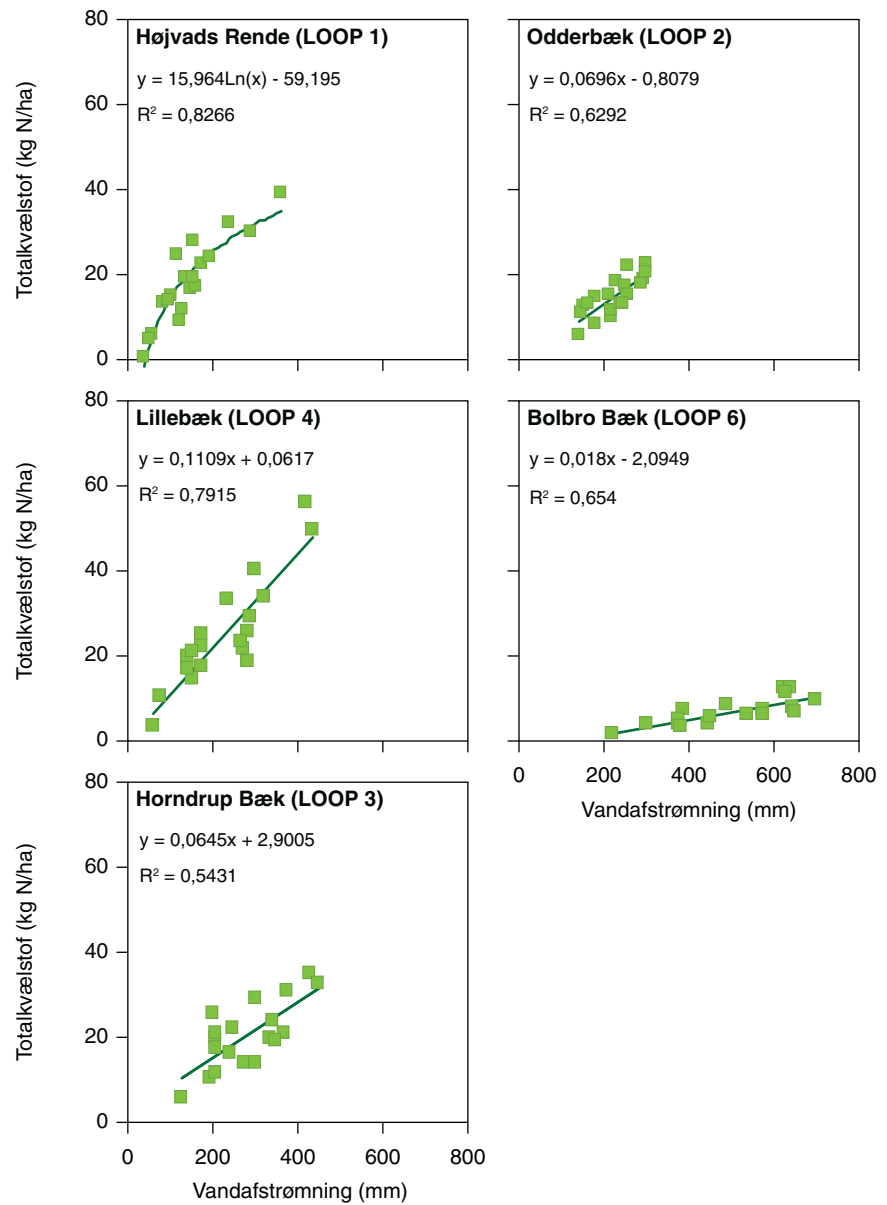 Højvads Rende (LOOP 1)
y = 15,964Ln(x) - 59,195
R² = 0,8266
Totalkvælstof (kg N/ha)
80
60
40
20
0
Odderbæk (LOOP 2)
y = 0,0696x - 0,8079
R² = 0,6292
Lillebæk (LOOP 4)
y = 0,1109x + 0,0617
R² = 0,7915
Totalkvælstof (kg N/ha)
80
60
40
20
0
Bolbro Bæk (LOOP 6)
y = 0,018x - 2,0949
R² = 0,654
0 200 400 600 800
Vandafstrømning (mm)
Horndrup Bæk (LOOP 3)
y = 0,0645x + 2,9005
R² = 0,5431
Totalkvælstof (kg N/ha)
80
60
40
20
0
0 200 400 600 800
Vandafstrømning (mm)